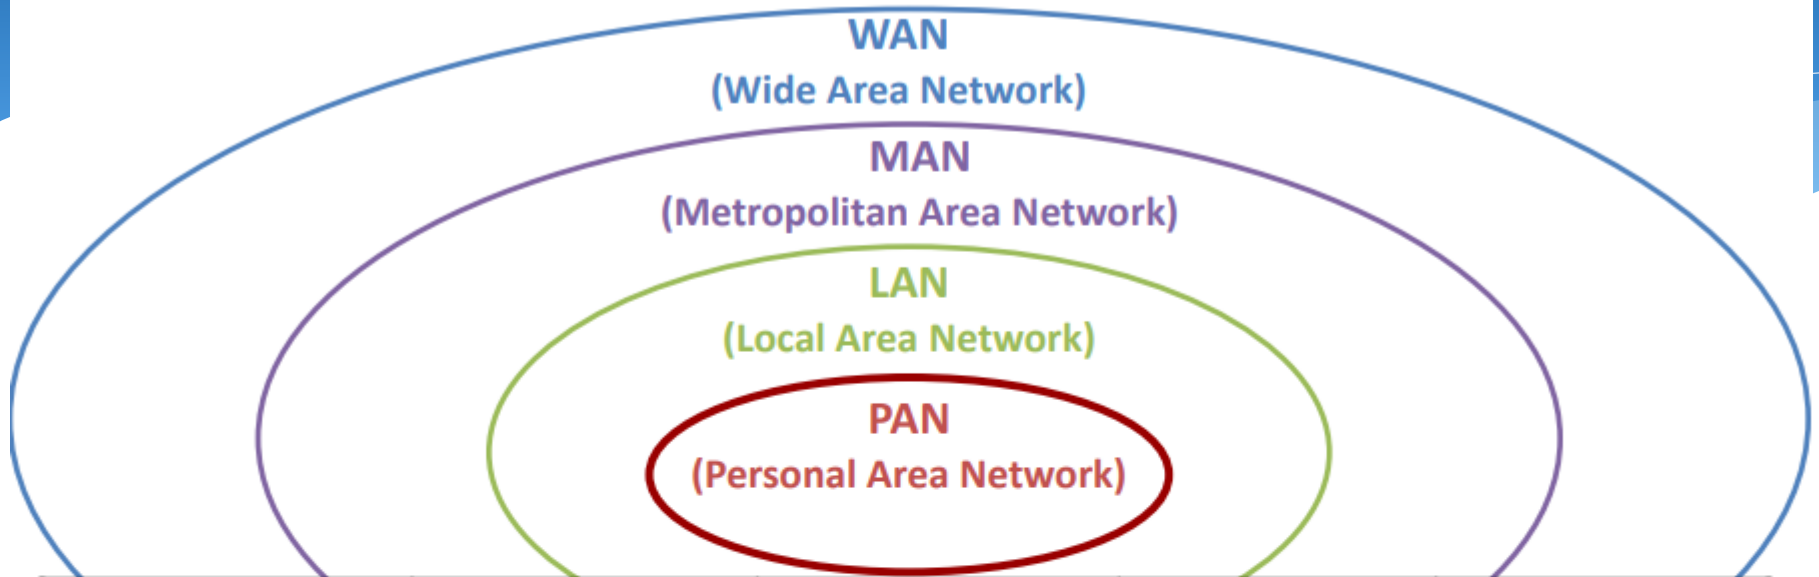 WAN
(Wide Area Network)
MAN
(Metropolitan Area Network)
LAN
(Local Area Network)
PAN
(Personal Area Network)